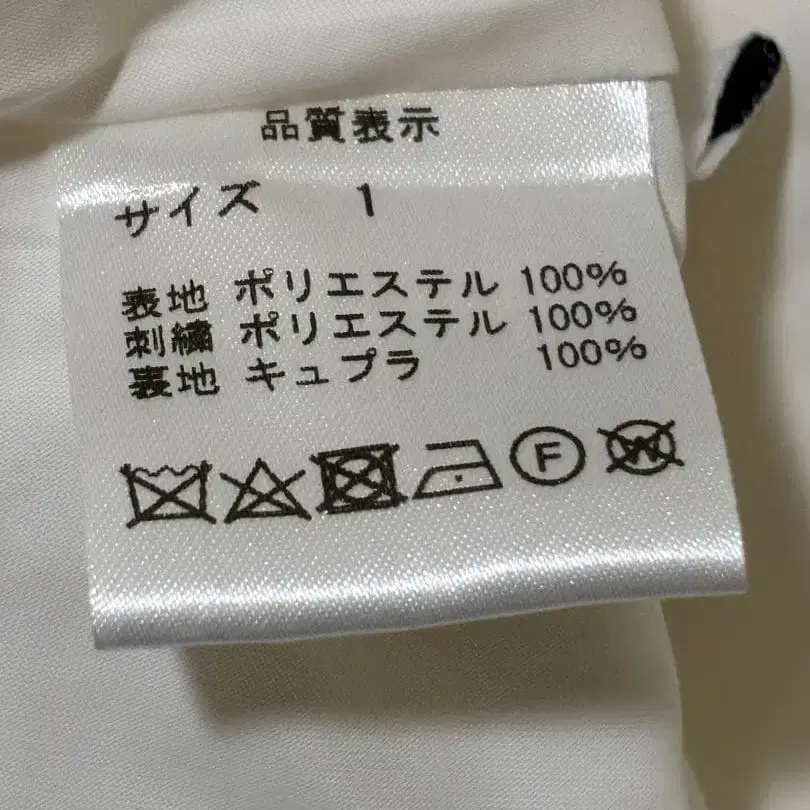 品質表示
サイズ 1
表地 ポリエステル 100%
刺繍 ポリエステル 100%
裏地 キュプラ 100%
F W